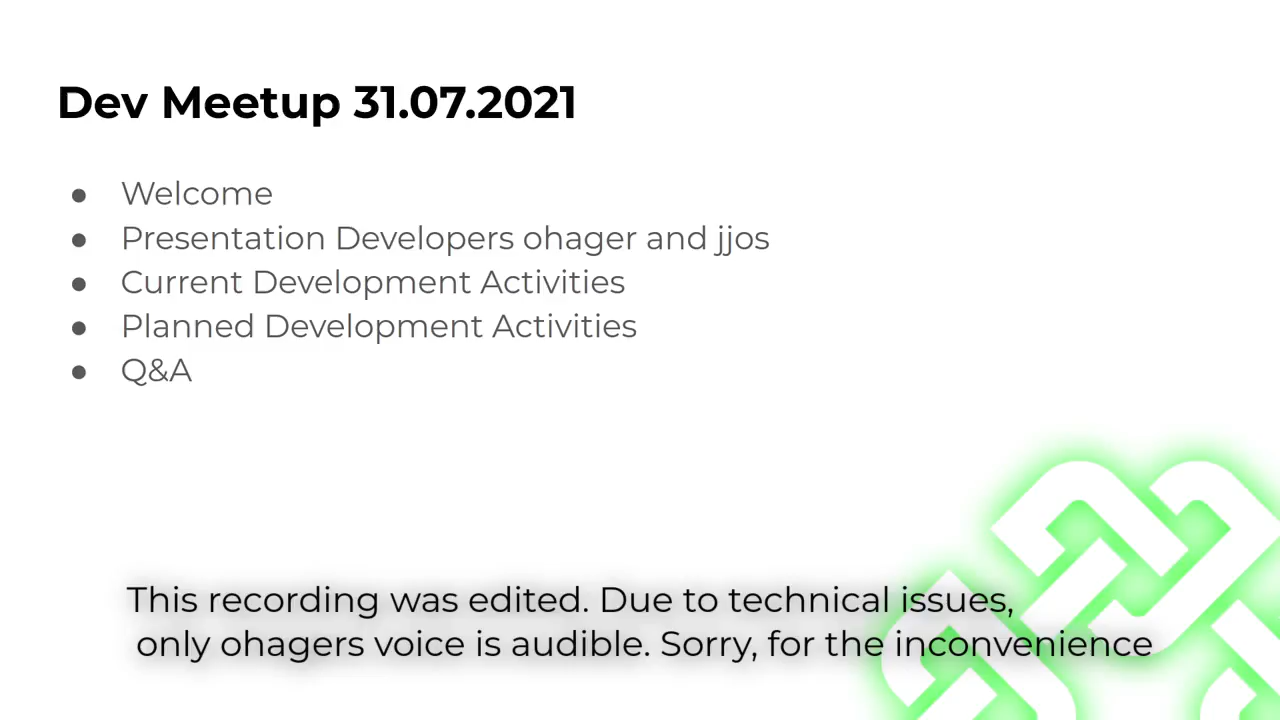 Dev Meetup 31.07.2021
● Welcome
● Presentation Developers ohager and jjos
● Current Development Activities
● Planned Development Activities
● Q&A
This recording was edited. Due to technical issues,
only ohagers voice is audible. Sorry, for the inconvenience